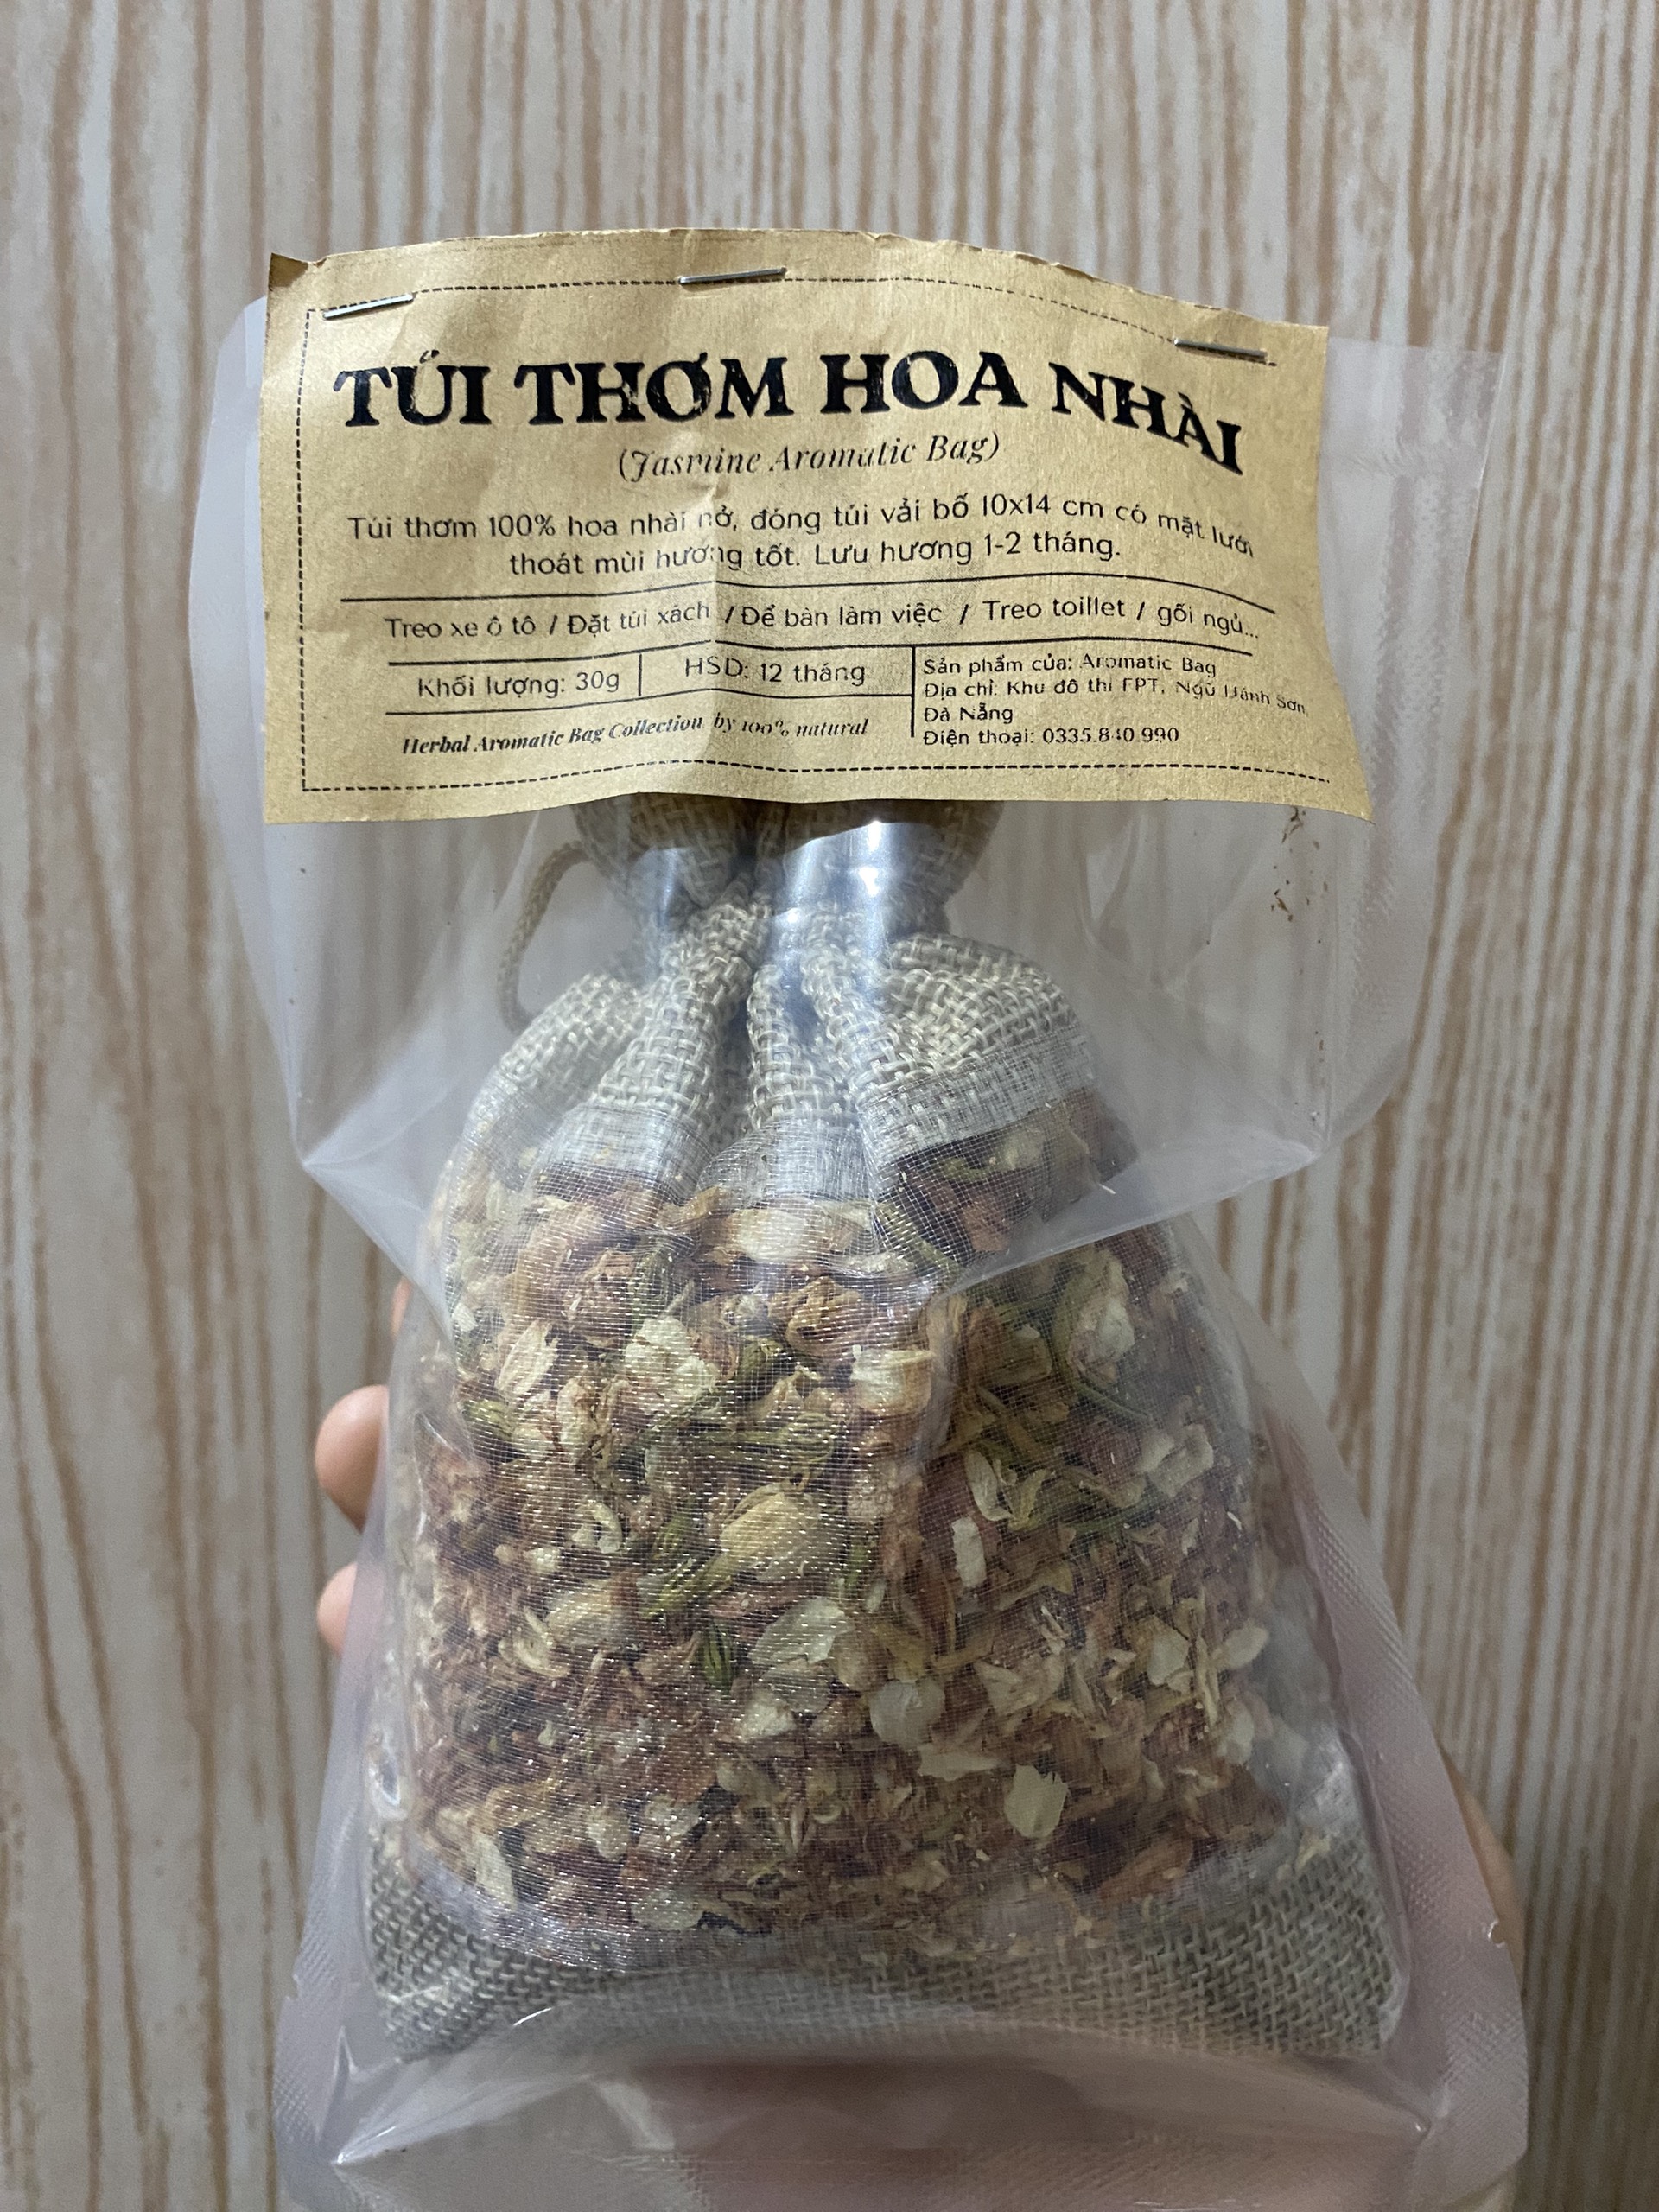 TÚI THƠM HOA NHÀI
(Jasmine Aromatic Bag)
Túi thơm 100% hoa nhài nở, đóng túi vải bố 10x14 cm có mặt lưới
thoát mùi hương tốt. Lưu hương 1-2 tháng.
Treo xe ô tô / Đặt túi xách / Để bàn làm việc / Treo toillet / gối ngủ...
Khối lượng: 30g
HSD: 12 tháng
Herbal Aromatic Bag Collection by 100% natural
Sản phẩm của: Aromatic Bag
Địa chỉ: Khu đô thi FPT, Ngũ Hành Sơn,
Đà Nẵng
Điện thoại: 0335.840.990